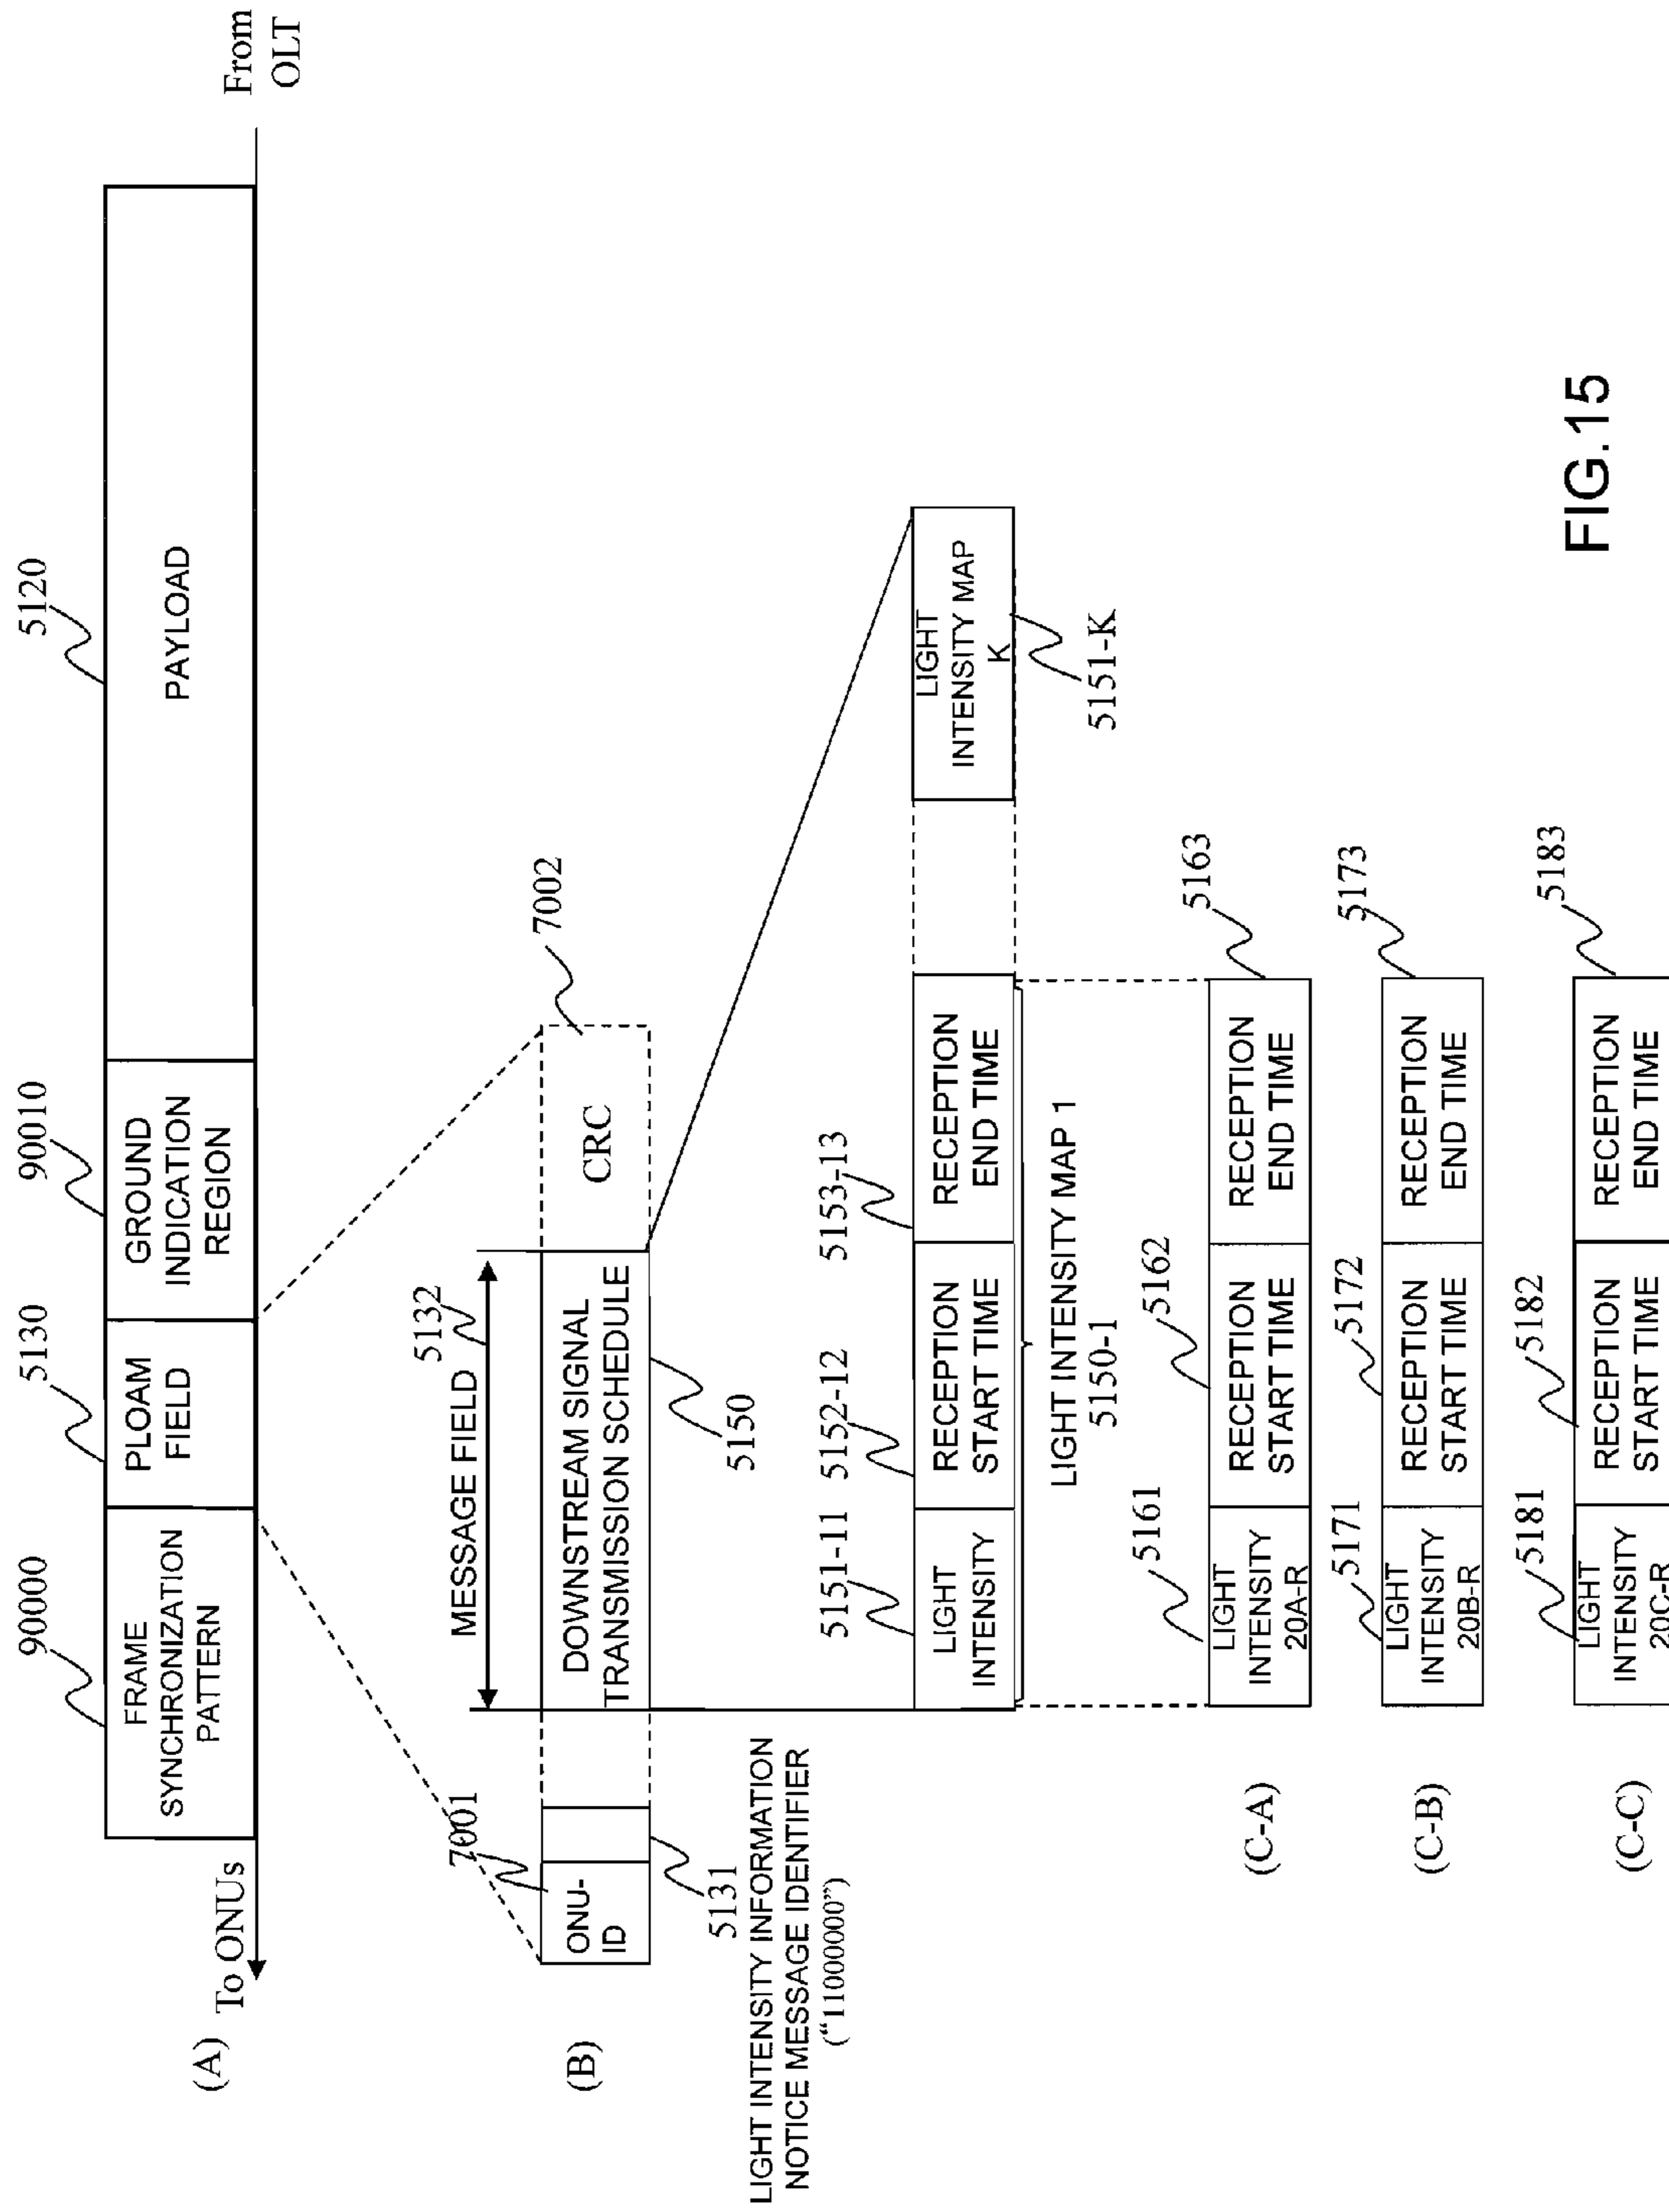 90000
5130
90010
5120
FRAME
SYNCHRONIZATION
PATTERN
PLOAM
FIELD
GROUND
INDICATION
REGION
PAYLOAD
(A)
To ONUs
From
OLT
MESSAGE FIELD
5132
7001
7002
(B)
ONU-
ID
DOWNSTREAM SIGNAL
TRANSMISSION SCHEDULE
CRC
5131
5150
LIGHT INTENSITY INFORMATION
NOTICE MESSAGE IDENTIFIER
(“11000000”)
5151-11
5152-12
5153-13
LIGHT
INTENSITY
RECEPTION
START TIME
RECEPTION
END TIME
LIGHT
INTENSITY MAP
K
5151-K
LIGHT INTENSITY MAP 1
5150-1
5161
5162
5163
(C-A)
LIGHT
INTENSITY
20A-R
RECEPTION
START TIME
RECEPTION
END TIME
5171
5172
5173
(C-B)
LIGHT
INTENSITY
20B-R
RECEPTION
START TIME
RECEPTION
END TIME
5181
5182
5183
(C-C)
LIGHT
INTENSITY
20C-R
RECEPTION
START TIME
RECEPTION
END TIME
FIG.15